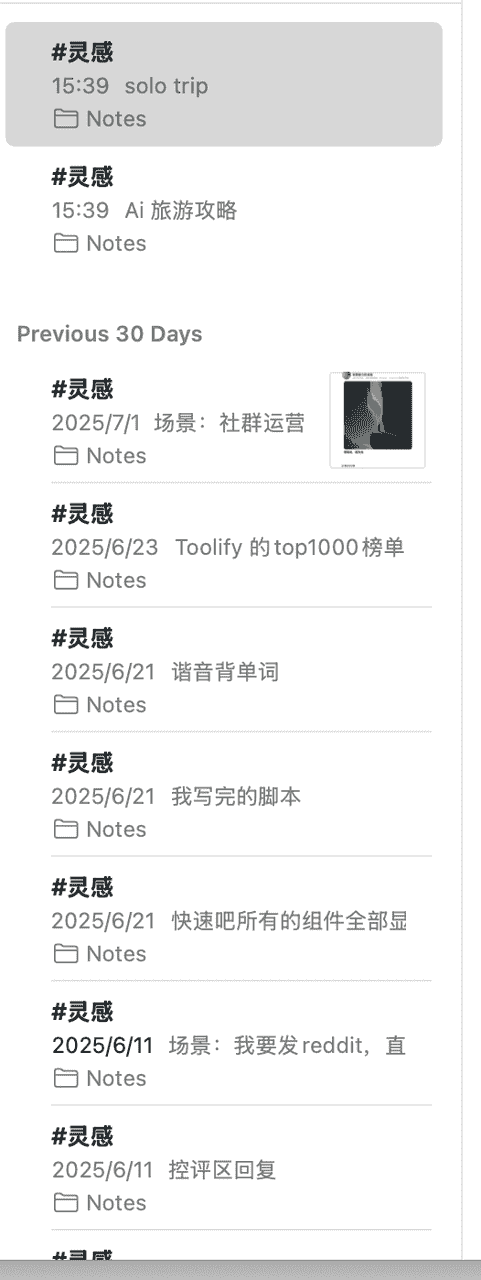 #灵感
15:39 solo trip
Notes
#灵感
15:39 Ai 旅游攻略
Notes
Previous 30 Days
#灵感
2025/7/1 场景：社群运营
Notes
#灵感
2025/6/23 Toolify 的top1000榜单
Notes
#灵感
2025/6/21 谐音背单词
Notes
#灵感
2025/6/21 我写完的脚本
Notes
#灵感
2025/6/21 快速吧所有的组件全部显
Notes
#灵感
2025/6/11 场景：我要发reddit，直
Notes
#灵感
2025/6/11 控评区回复
Notes
#灵感